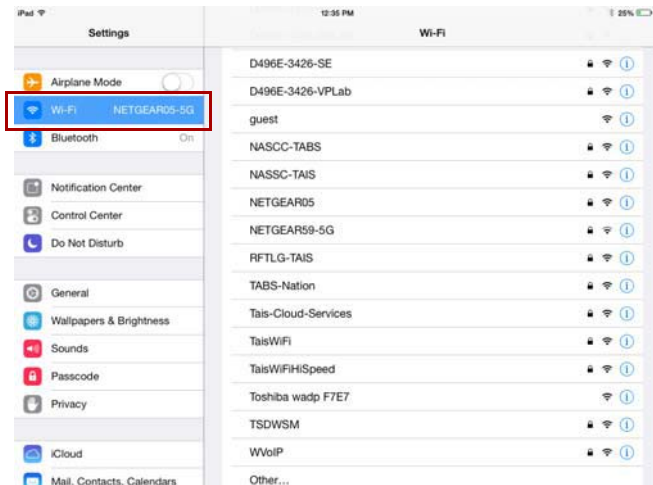 iPad 12:35 PM 25%
Settings
Wi-Fi
Airplane Mode
Wi-Fi NETGEAR05-5G
Bluetooth On
Notification Center
Control Center
Do Not Disturb
General
Wallpapers & Brightness
Sounds
Passcode
Privacy
iCloud
Mail, Contacts, Calendars
D496E-3426-SE
D496E-3426-VPLab
guest
NASCC-TABS
NASSC-TAIS
NETGEAR05
NETGEAR59-5G
RFTLG-TAIS
TABS-Nation
Tais-Cloud-Services
TaisWiFi
TaisWiFiHiSpeed
Toshiba wadp F7E7
TSDWSM
WVoIP
Other...